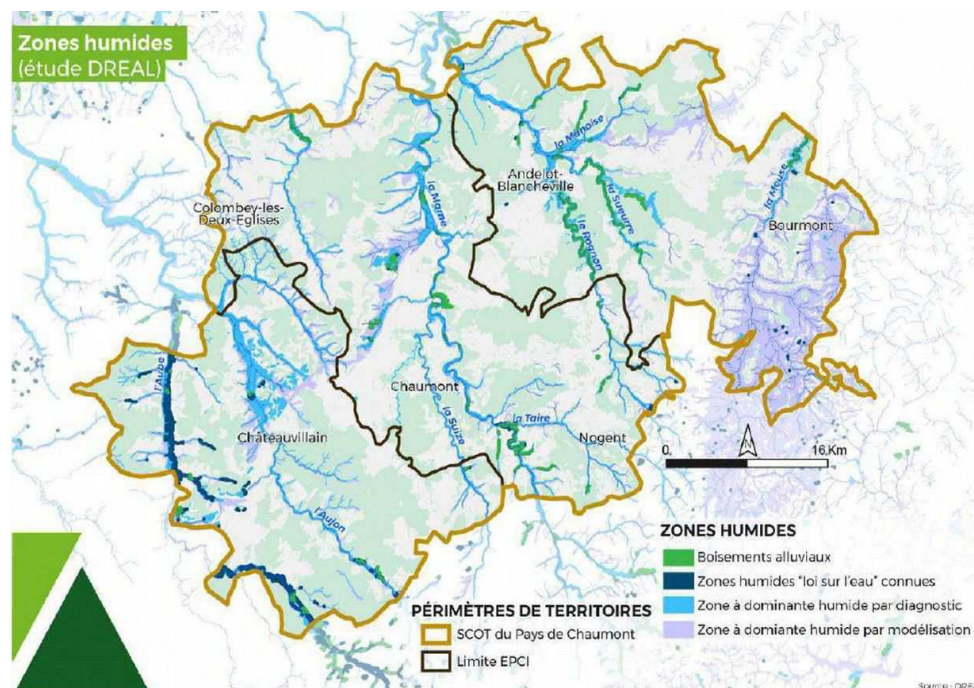 Zones humides
(étude DREAL)
la Manoise
Andelot-
Blancheville
la Sueurre
la Meuse
Bourmont
Colombey-les-
Deux-Eglises
la Marne
le Rognon
l'Aube
Chaumont
la Suize
la Taire
Nogent
Châteauvillain
l'Aujon
N
0
16 Km
ZONES HUMIDES
Boisements alluviaux
Zones humides "loi sur l'eau" connues
Zone à dominante humide par diagnostic
Zone à domiante humide par modélisation
PÉRIMÈTRES DE TERRITOIRES
SCOT du Pays de Chaumont
Limite EPCI
Source : DRE